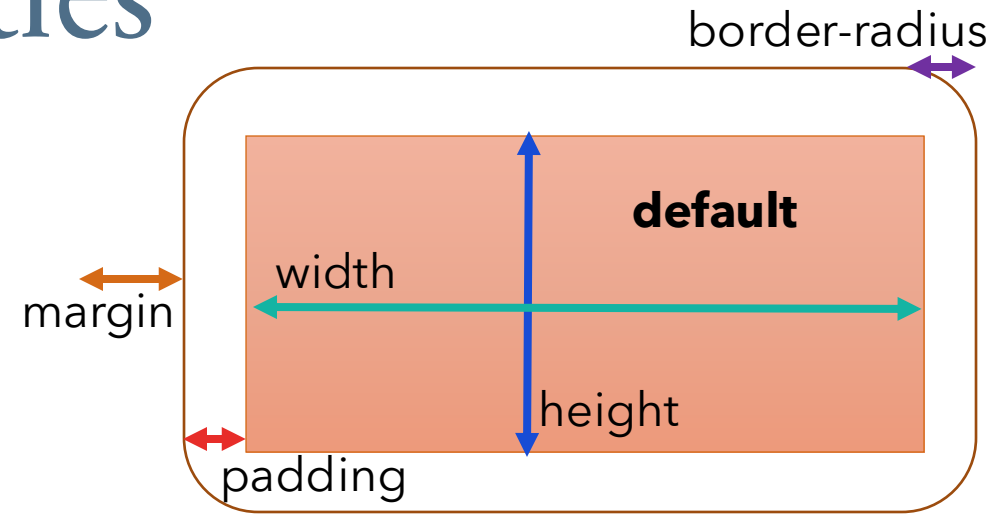 border-radius
default
width
margin
height
padding